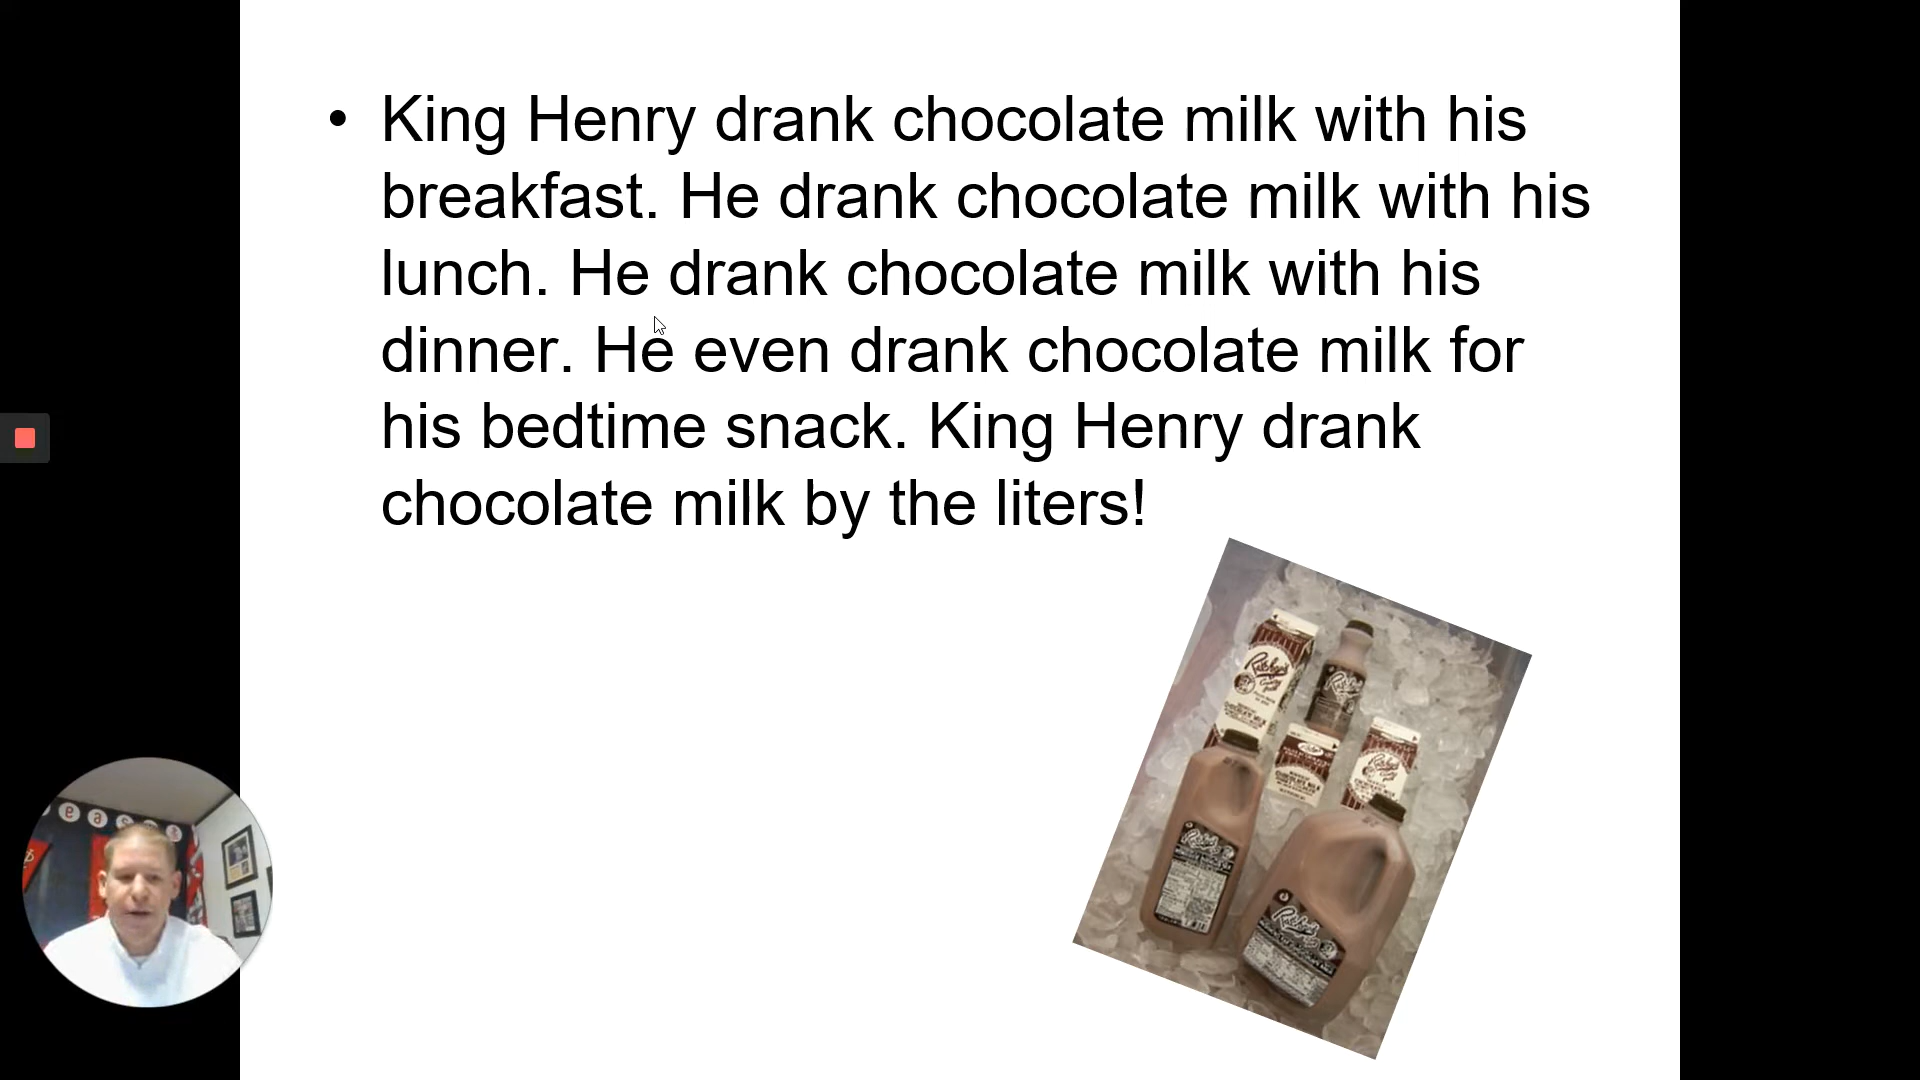 • King Henry drank chocolate milk with his
breakfast. He drank chocolate milk with his
lunch. He drank chocolate milk with his
dinner. He even drank chocolate milk for
his bedtime snack. King Henry drank
chocolate milk by the liters!